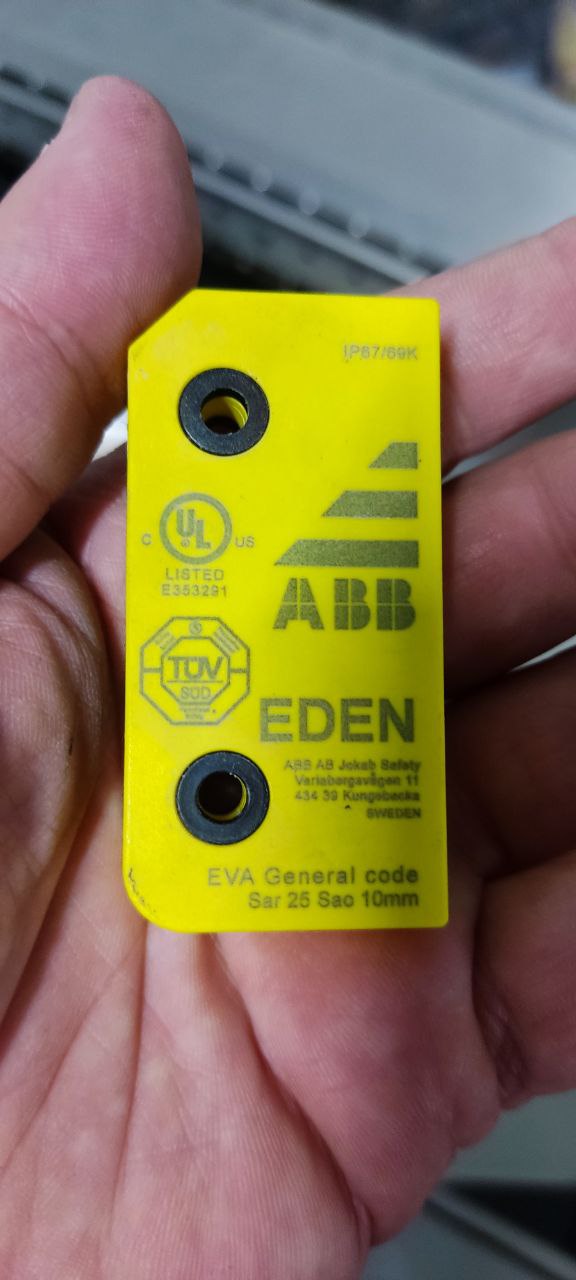 IP67/69K
C UL US
LISTED
E353291
ABB
TÜV
SÜD
EDEN
ABB AB Jokab Safety
Varlabergsvägen 11
434 39 Kungsbacka
SWEDEN
EVA General code
Sar 25 Sao 10mm